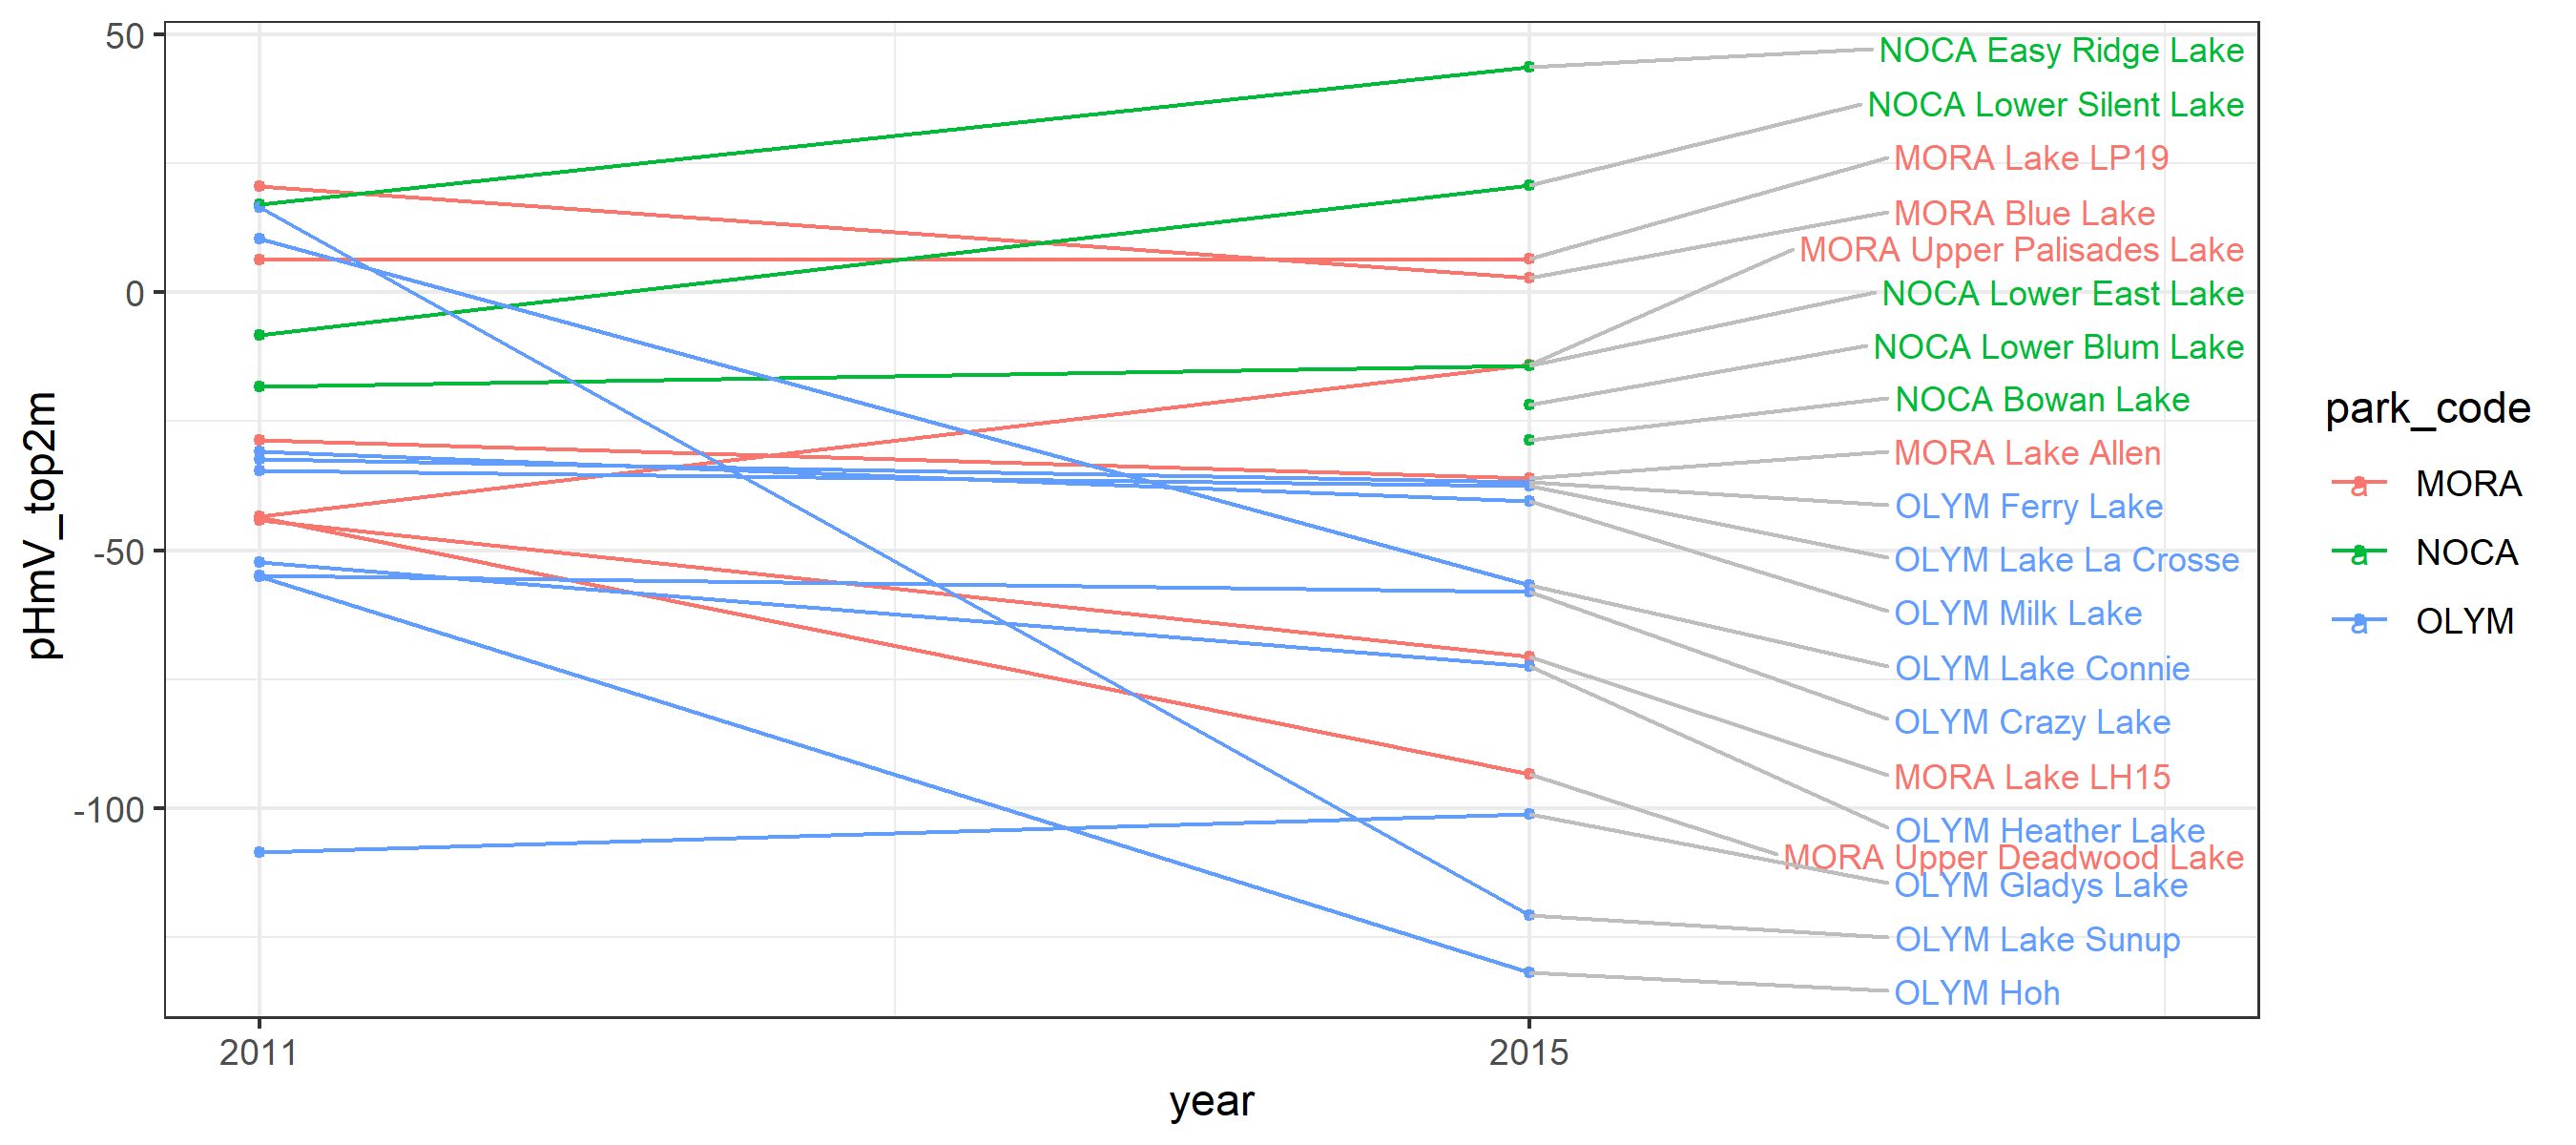 50
0
-50
-100
pHmV_top2m
2011
2015
year
NOCA Easy Ridge Lake
NOCA Lower Silent Lake
MORA Lake LP19
MORA Blue Lake
MORA Upper Palisades Lake
NOCA Lower East Lake
NOCA Lower Blum Lake
NOCA Bowan Lake
MORA Lake Allen
OLYM Ferry Lake
OLYM Lake La Crosse
OLYM Milk Lake
OLYM Lake Connie
OLYM Crazy Lake
MORA Lake LH15
OLYM Heather Lake
MORA Upper Deadwood Lake
OLYM Gladys Lake
OLYM Lake Sunup
OLYM Hoh
park_code
a MORA
a NOCA
a OLYM